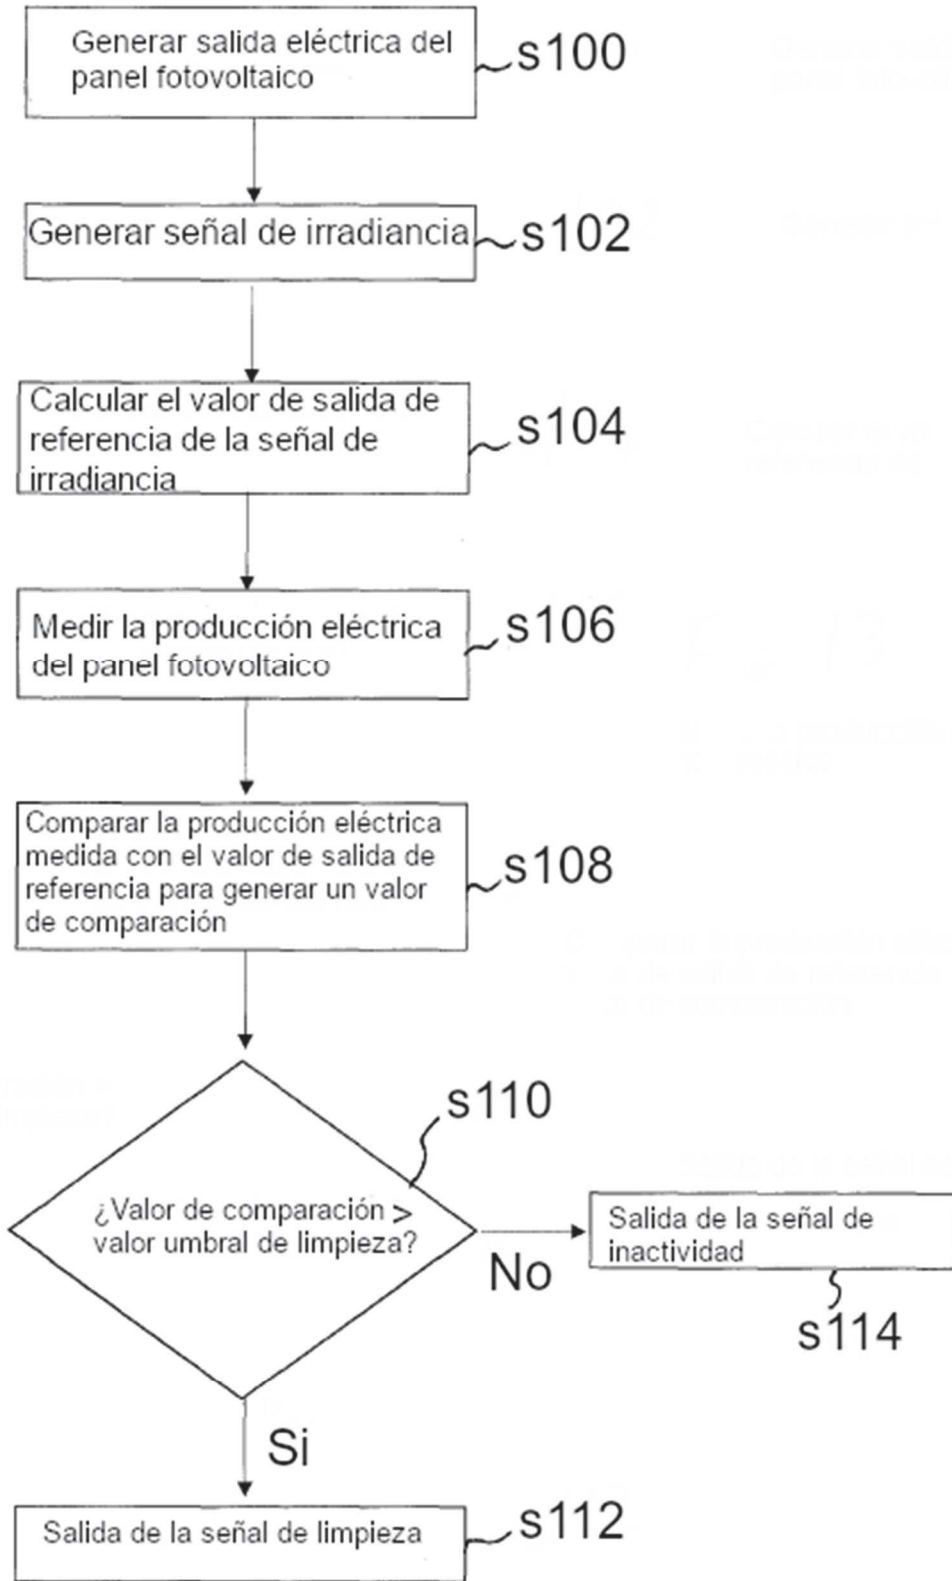 Generar salida eléctrica del
panel fotovoltaico
s100
Generar señal de irradiancia
s102
Calcular el valor de salida de
referencia de la señal de
irradiancia
s104
Medir la producción eléctrica
del panel fotovoltaico
s106
Comparar la producción eléctrica
medida con el valor de salida de
referencia para generar un valor
de comparación
s108
s110
¿Valor de comparación >
valor umbral de limpieza?
No
Salida de la señal de
inactividad
s114
Si
Salida de la señal de limpieza
s112